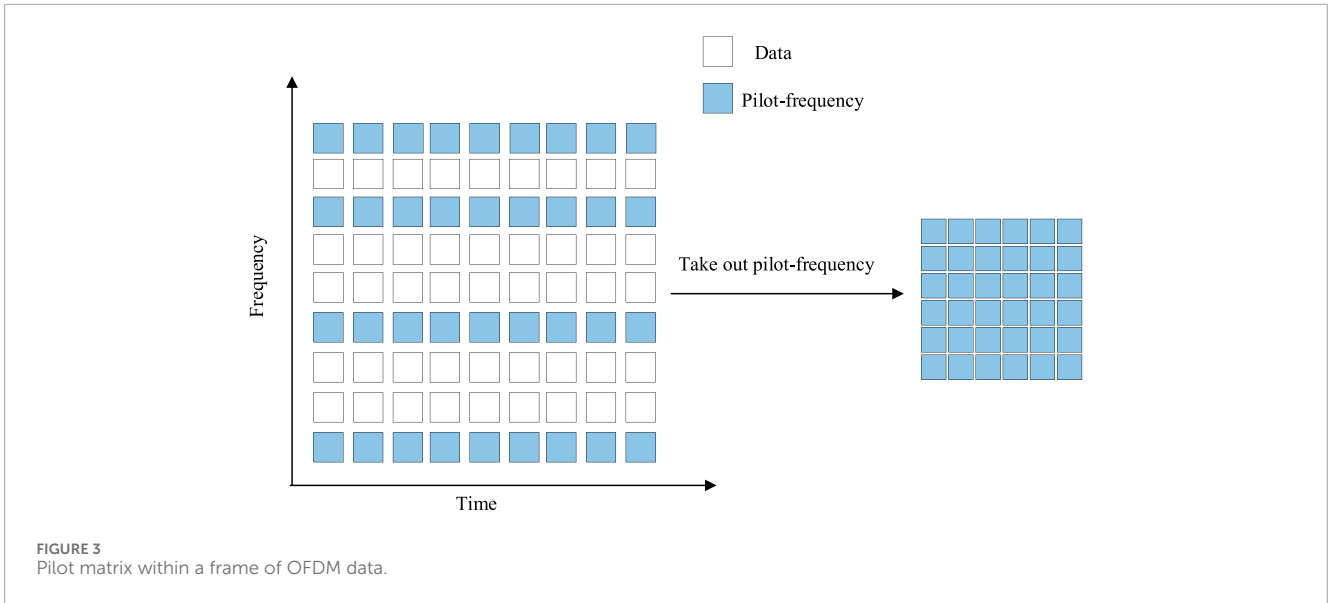 Data
Pilot-frequency
Frequency
Take out pilot-frequency
Time
FIGURE 3
Pilot matrix within a frame of OFDM data.